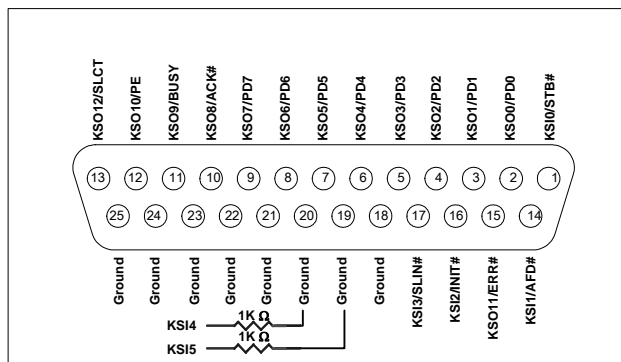 KSO12/SLCT
KSO10/PE
KSO9/BUSY
KSO8/ACK#
KSO7/PD7
KSO6/PD6
KSO5/PD5
KSO4/PD4
KSO3/PD3
KSO2/PD2
KSO1/PD1
KSO0/PD0
KSI0/STB#
13 12 11 10 9 8 7 6 5 4 3 2 1
25 24 23 22 21 20 19 18 17 16 15 14
Ground
Ground
Ground
Ground
Ground
Ground
Ground
Ground
KSI3/SLIN#
KSI2/INIT#
KSO11/ERR#
KSI1/AFD#
1K Ω
KSI4
1K Ω
KSI5